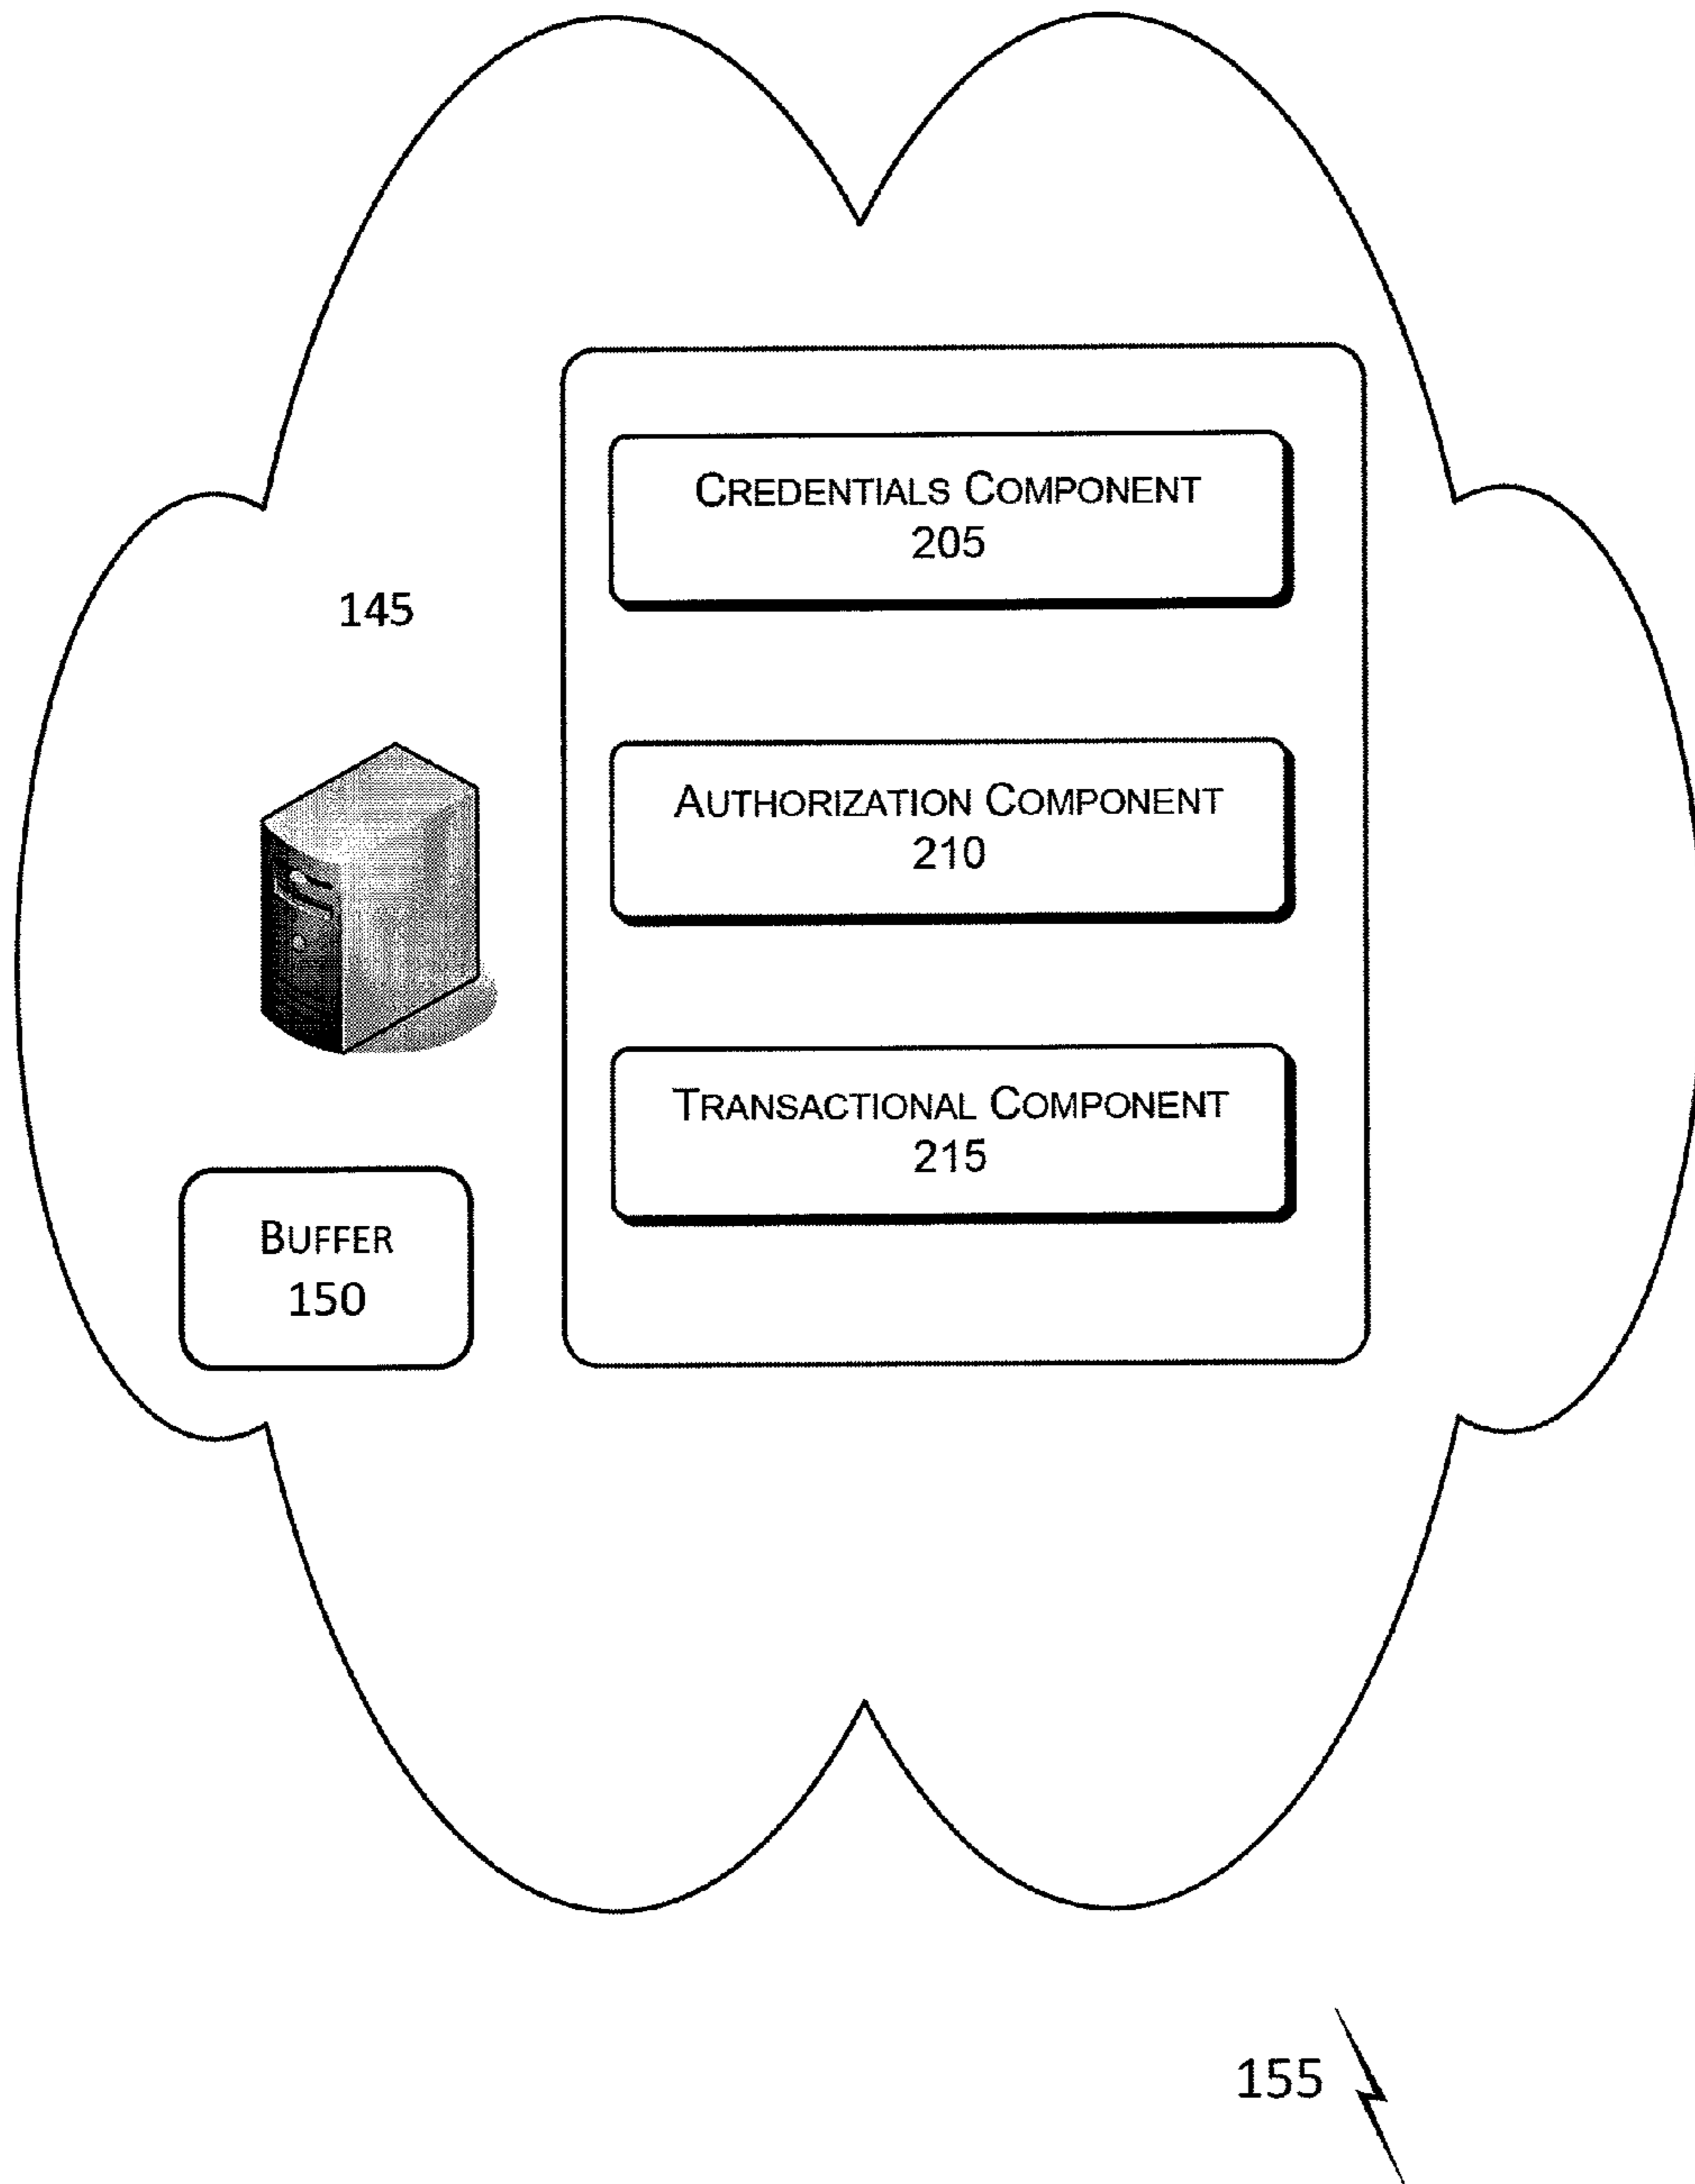 CREDENTIALS COMPONENT
205
145
AUTHORIZATION COMPONENT
210
TRANSACTIONAL COMPONENT
215
BUFFER
150
155